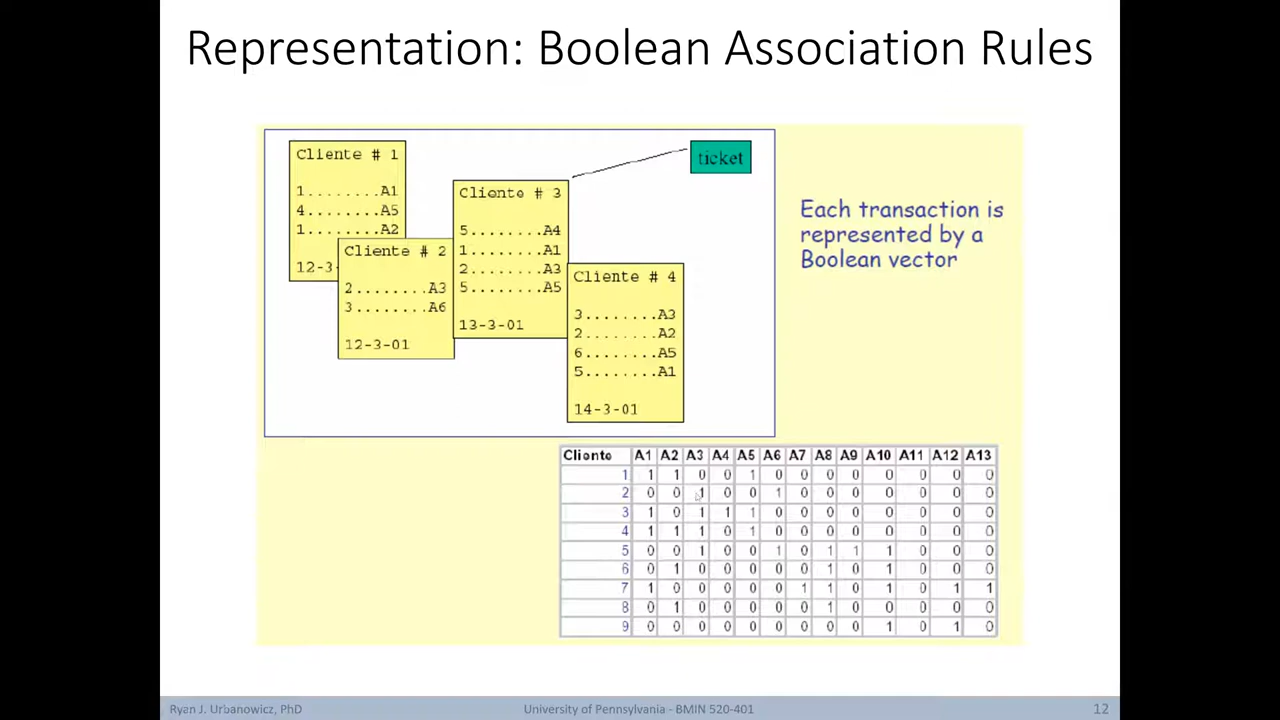 Representation: Boolean Association Rules
Cliente # 1
1........A1
4........A5
1........A2
12-3-
Cliente # 2
2........A3
3........A6
12-3-01
Cliente # 3
5........A4
1........A1
2........A3
5........A5
13-3-01
Cliente # 4
3........A3
2........A2
6........A5
5........A1
14-3-01
ticket
Each transaction is
represented by a
Boolean vector
Cliente A1 A2 A3 A4 A5 A6 A7 A8 A9 A10 A11 A12 A13
1 1 1 0 0 1 0 0 0 0 0 0 0 0
2 0 0 1 0 0 1 0 0 0 0 0 0 0
3 1 0 1 1 1 0 0 0 0 0 0 0 0
4 1 1 1 0 1 0 0 0 0 0 0 0 0
5 0 0 1 0 0 1 0 1 1 1 0 0 0
6 0 1 0 0 0 0 0 1 0 1 0 0 0
7 1 0 0 0 0 0 1 1 0 1 0 1 1
8 0 1 0 0 0 0 0 1 0 0 0 0 0
9 0 0 0 0 0 0 0 0 0 1 0 1 0
Ryan J. Urbanowicz, PhD
University of Pennsylvania - BMIN 520-401
12